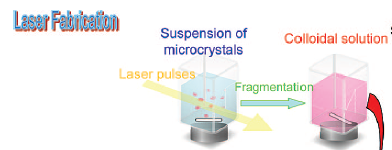 Laser Fabrication
Suspension of
microcrystals
Colloidal solution
Laser pulses
Fragmentation